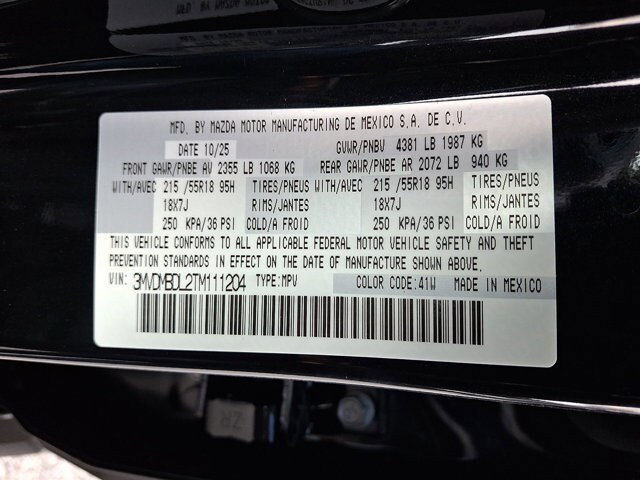 MFD. BY MAZDA MOTOR MANUFACTURING DE MEXICO S.A. DE C.V.
DATE 10/25 GVWR/PNBV 4381 LB 1987 KG
FRONT GAWR/PNBE AV 2355 LB 1068 KG REAR GAWR/PNBE AR 2072 LB 940 KG
WITH/AVEC 215 /55R18 95H TIRES/PNEUS WITH/AVEC 215 /55R18 95H TIRES/PNEUS
18X7J RIMS/JANTES 18X7J RIMS/JANTES
250 KPA/36 PSI COLD/A FROID 250 KPA/36 PSI COLD/A FROID
THIS VEHICLE CONFORMS TO ALL APPLICABLE FEDERAL MOTOR VEHICLE SAFETY AND THEFT
PREVENTION STANDARDS IN EFFECT ON THE DATE OF MANUFACTURE SHOWN ABOVE.
VIN: 3MVDMBDL2TM111204 TYPE:MPV COLOR CODE:41W MADE IN MEXICO
ZR